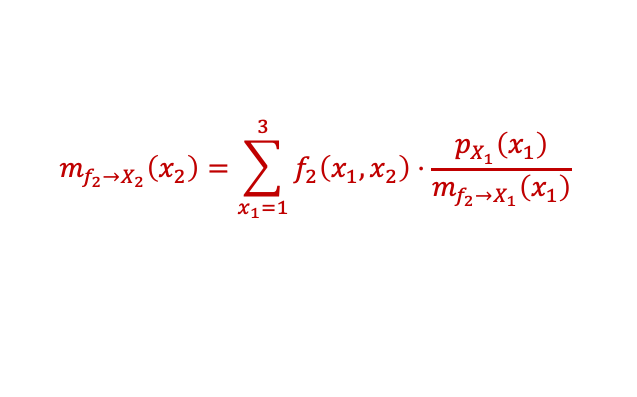 m_{f_2→X_2}(x_2) = \sum_{x_1=1}^{3} f_2(x_1, x_2) · \frac{p_{X_1}(x_1)}{m_{f_2→X_1}(x_1)}